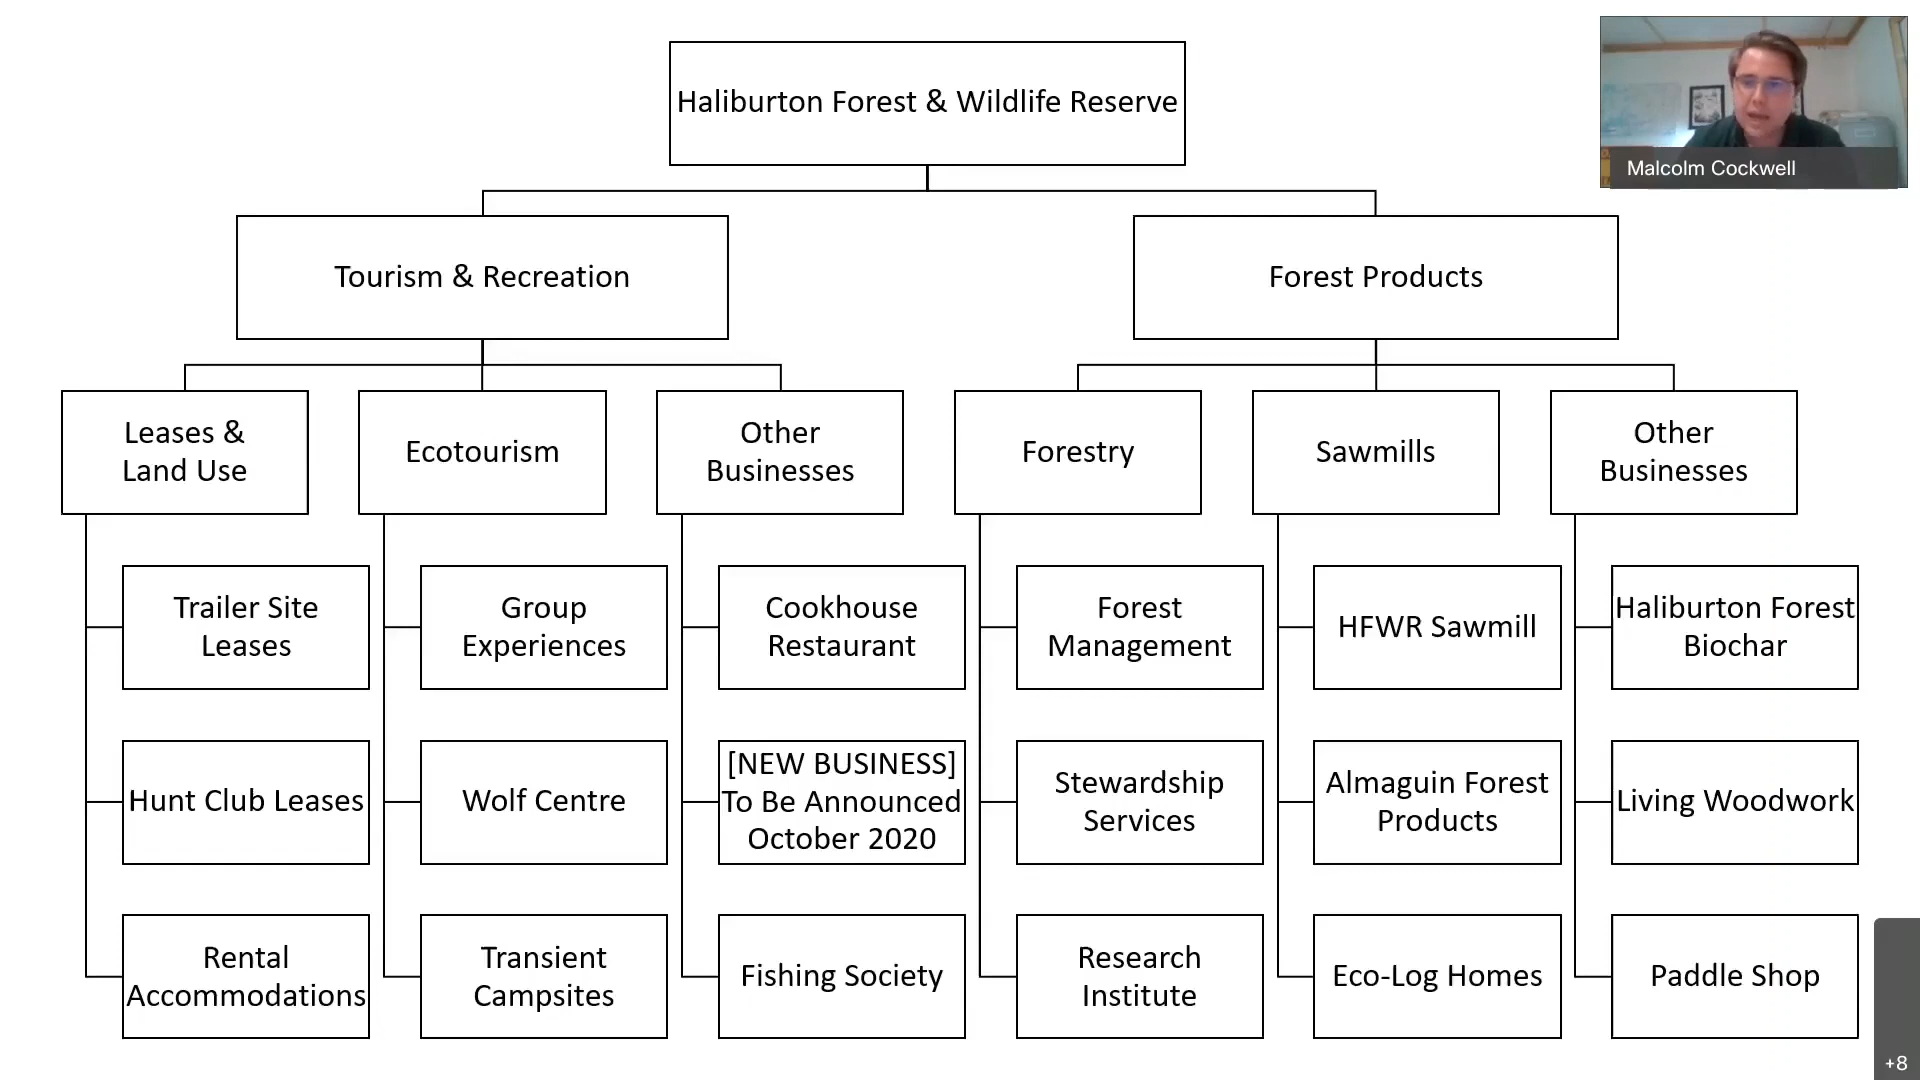 Haliburton Forest & Wildlife Reserve
Malcolm Cockwell
Tourism & Recreation
Forest Products
Leases &
Land Use
Ecotourism
Other
Businesses
Forestry
Sawmills
Other
Businesses
Trailer Site
Leases
Group
Experiences
Cookhouse
Restaurant
Forest
Management
HFWR Sawmill
Haliburton Forest
Biochar
Hunt Club Leases
Wolf Centre
[NEW BUSINESS]
To Be Announced
October 2020
Stewardship
Services
Almaguin Forest
Products
Living Woodwork
Rental
Accommodations
Transient
Campsites
Fishing Society
Research
Institute
Eco-Log Homes
Paddle Shop
+8